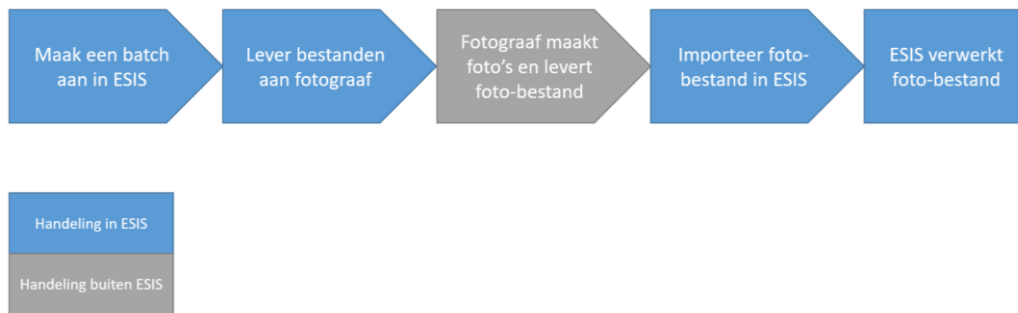 Maak een batch
aan in ESIS
Lever bestanden
aan fotograaf
Fotograaf maakt
foto's en levert
foto-bestand
Importeer foto-
bestand in ESIS
ESIS verwerkt
foto-bestand
Handeling in ESIS
Handeling buiten ESIS